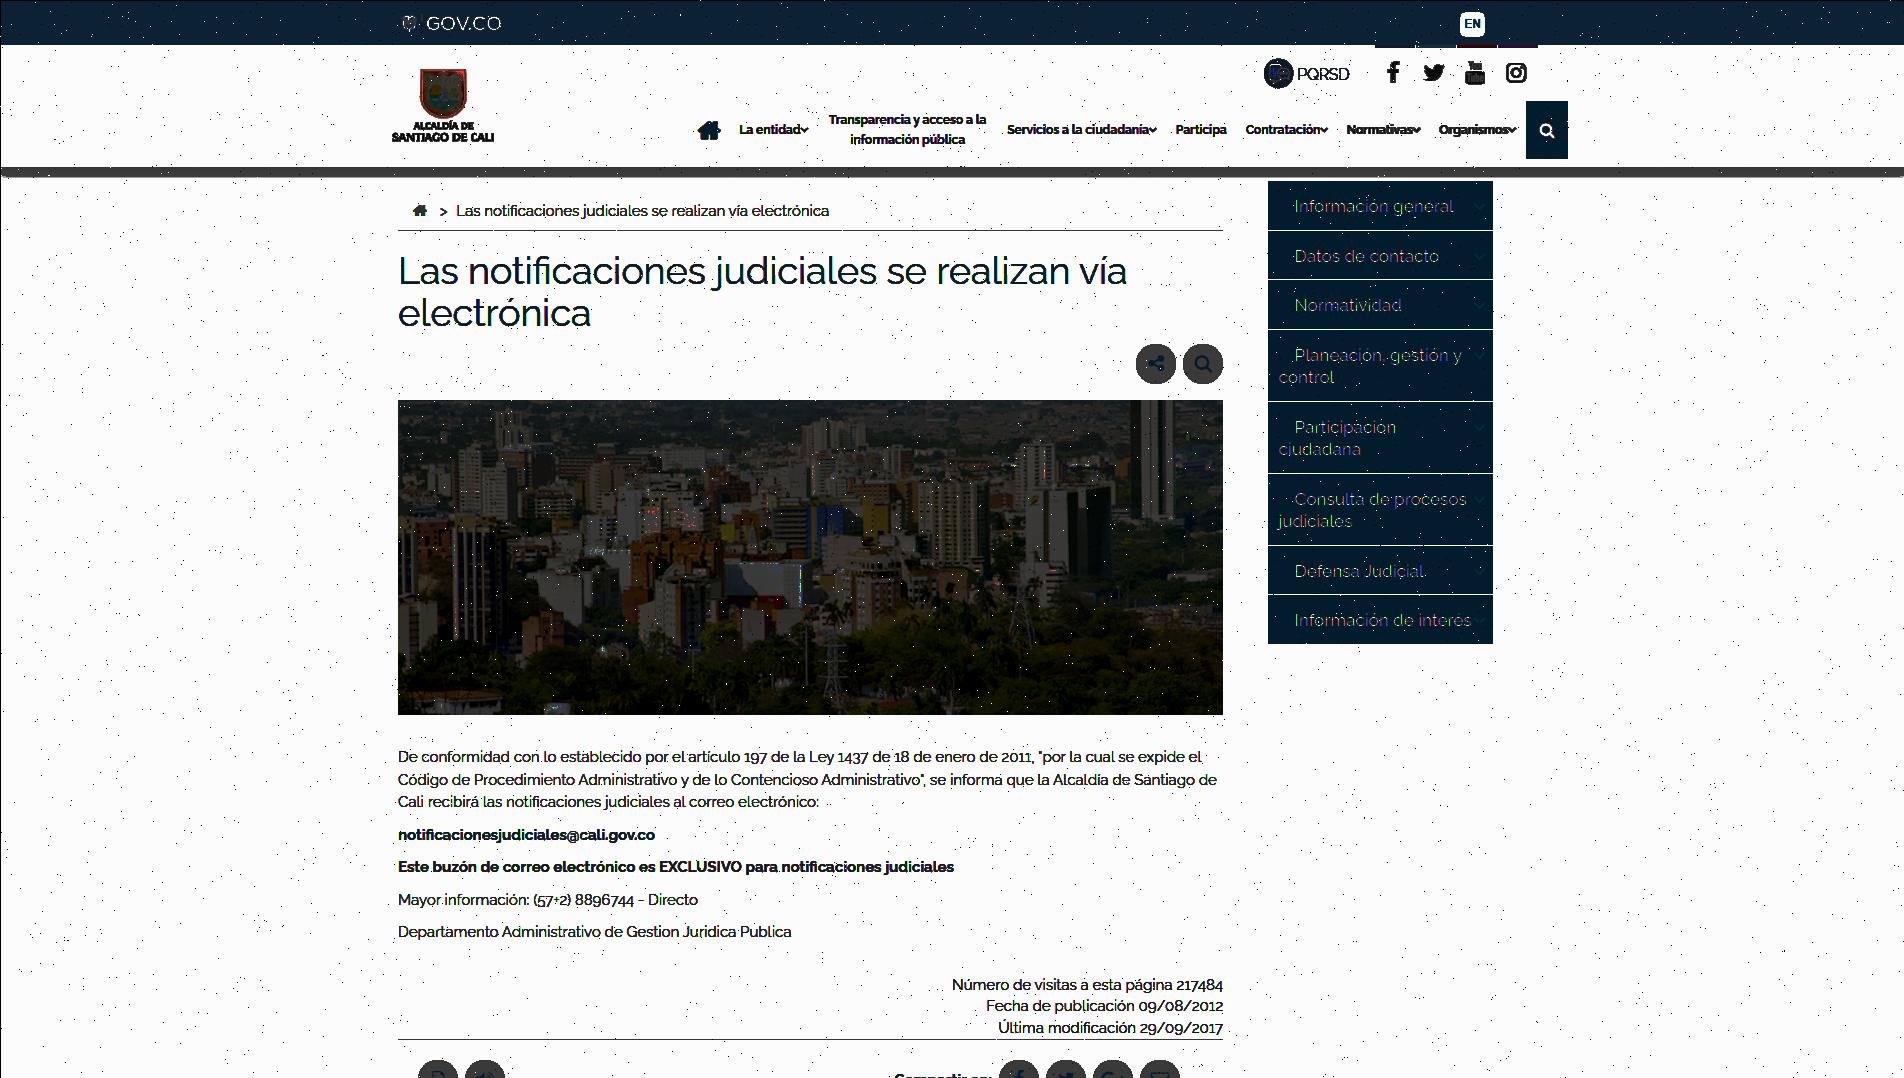 GOV.CO
EN
ALCALDÍA DE
SANTIAGO DE CALI
PQRSD
La entidad
Transparencia y acceso a la
información pública
Servicios a la ciudadanía
Participa
Contratación
Normativas
Organismos
> Las notificaciones judiciales se realizan vía electrónica
Las notificaciones judiciales se realizan vía
electrónica
De conformidad con lo establecido por el artículo 197 de la Ley 1437 de 18 de enero de 2011, "por la cual se expide el
Código de Procedimiento Administrativo y de lo Contencioso Administrativo", se informa que la Alcaldía de Santiago de
Cali recibirá las notificaciones judiciales al correo electrónico:
notificacionesjudiciales@cali.gov.co
Este buzón de correo electrónico es EXCLUSIVO para notificaciones judiciales
Mayor información: (57+2) 8896744 - Directo
Departamento Administrativo de Gestion Juridica Publica
Número de visitas a esta página 217484
Fecha de publicación 09/08/2012
Última modificación 29/09/2017
Información general
Datos de contacto
Normatividad
Planeación, gestión y
control
Participación
ciudadana
Consulta de procesos
judiciales
Defensa Judicial
Información de interés